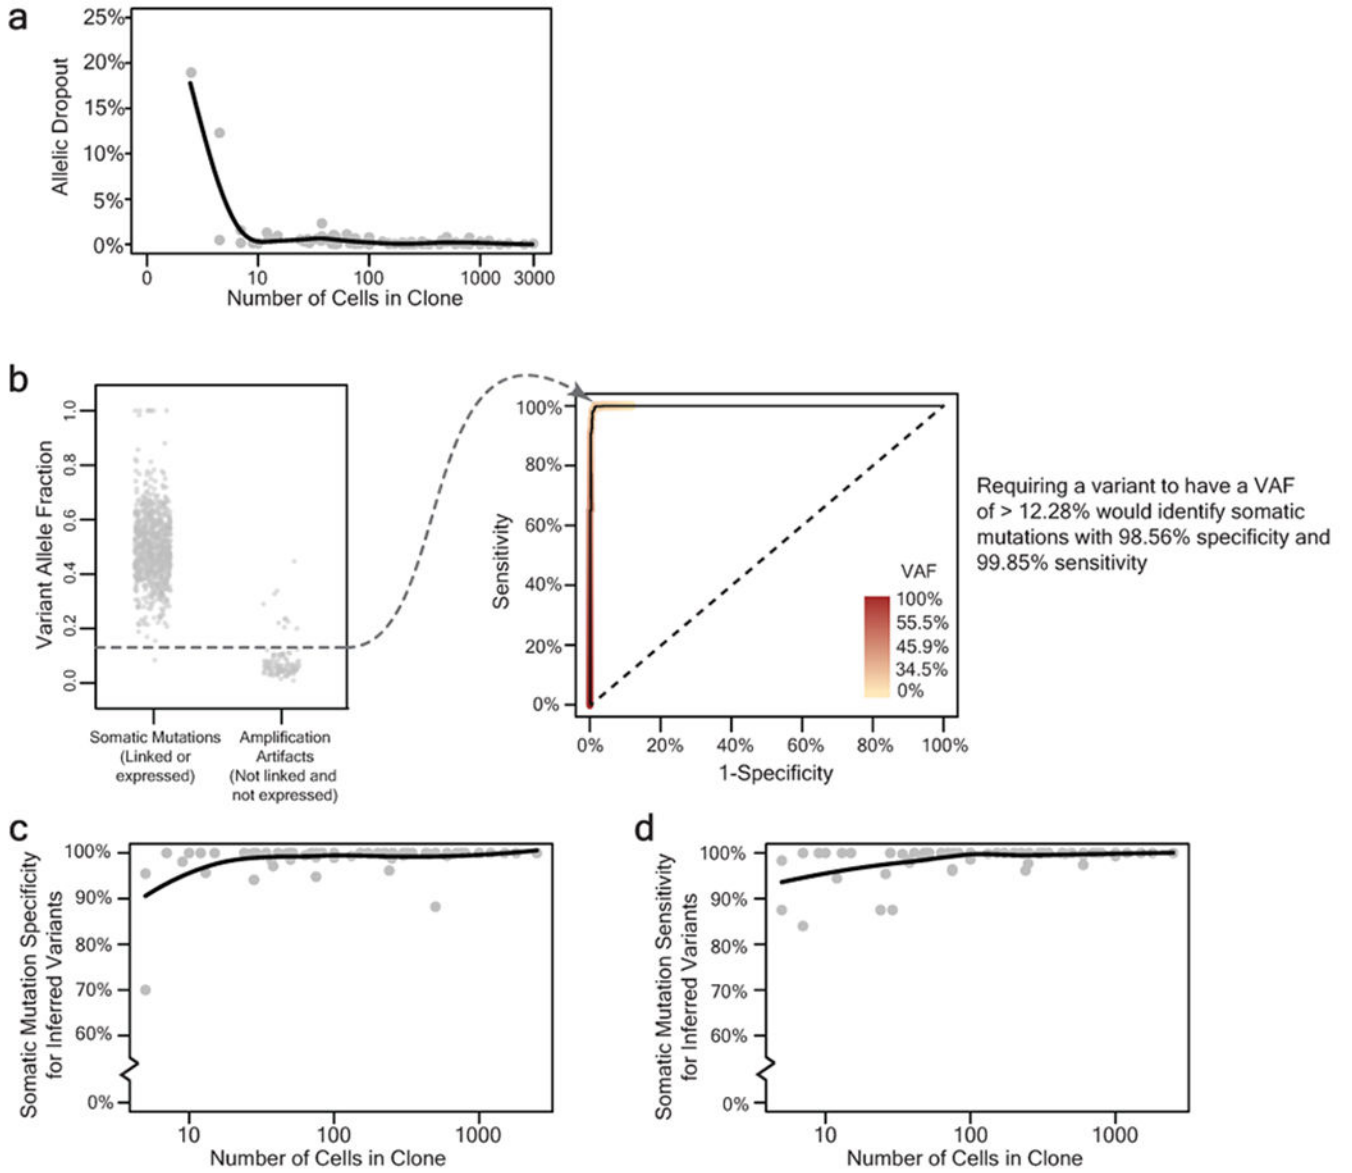 a
25%
20%
15%
10%
5%
0%
Allelic Dropout
0 10 100 1000 3000
Number of Cells in Clone
b
1.0
0.8
0.6
0.4
0.2
0.0
Variant Allele Fraction
Somatic Mutations
(Linked or
expressed)
Amplification
Artifacts
(Not linked and
not expressed)
100%
80%
60%
40%
20%
0%
Sensitivity
VAF
100%
55.5%
45.9%
34.5%
0%
0% 20% 40% 60% 80% 100%
1-Specificity
Requiring a variant to have a VAF
of > 12.28% would identify somatic
mutations with 98.56% specificity and
99.85% sensitivity
c
Somatic Mutation Specificity
for Inferred Variants
100%
90%
80%
70%
60%
0%
10 100 1000
Number of Cells in Clone
d
Somatic Mutation Sensitivity
for Inferred Variants
100%
90%
80%
70%
60%
0%
10 100 1000
Number of Cells in Clone